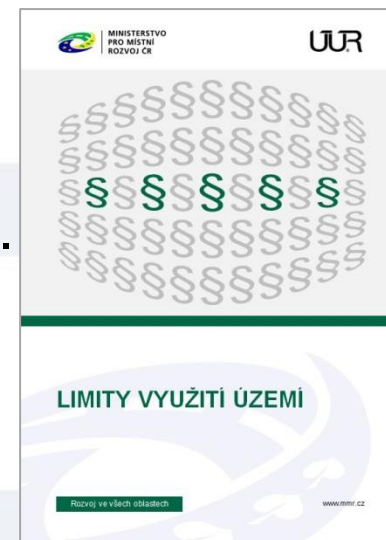 MINISTERSTVO
PRO MÍSTNÍ
ROZVOJ ČR
ÚÚR
.
LIMITY VYUŽITÍ ÚZEMÍ
Rozvoj ve všech oblastech
www.mmr.cz